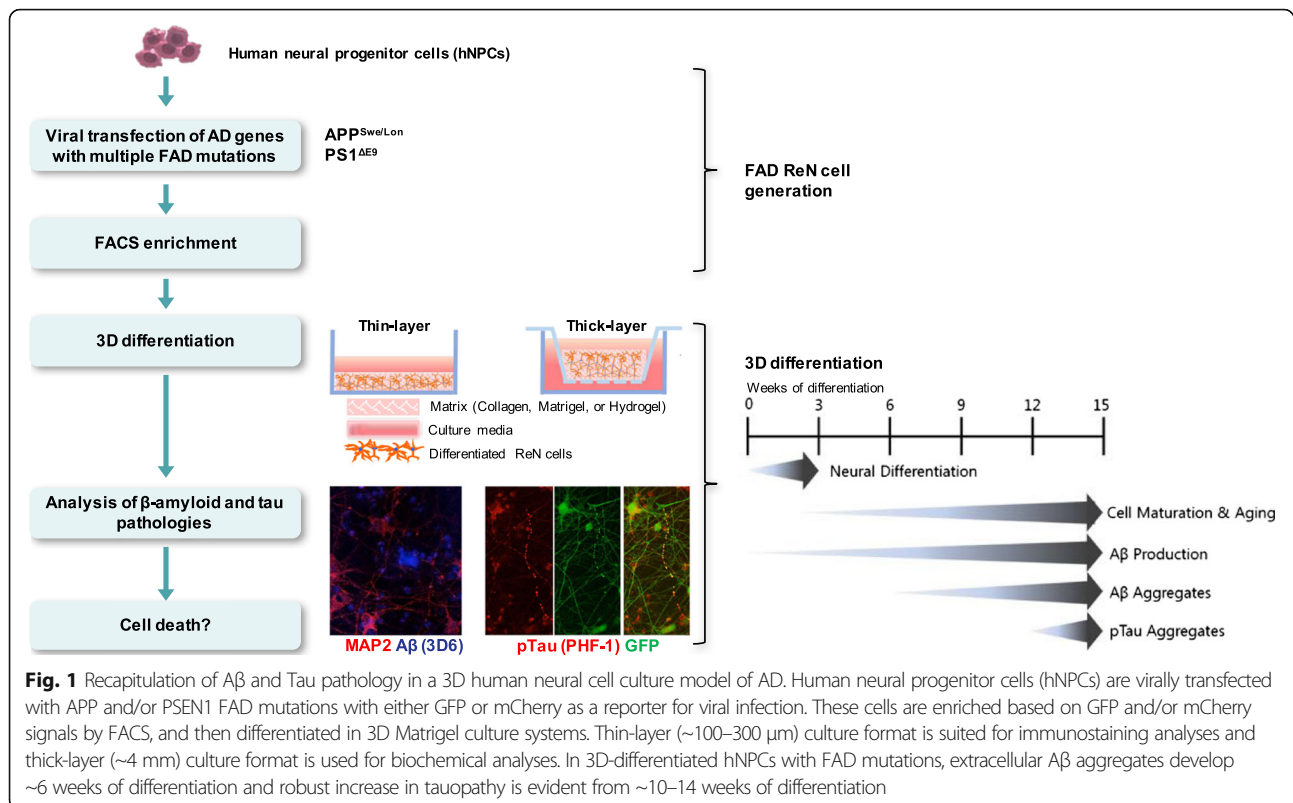 Human neural progenitor cells (hNPCs)
Viral transfection of AD genes
with multiple FAD mutations
APP^Swe/Lon
PS1^ΔE9
FAD ReN cell
generation
FACS enrichment
3D differentiation
Thin-layer
Thick-layer
Matrix (Collagen, Matrigel, or Hydrogel)
Culture media
Differentiated ReN cells
3D differentiation
Weeks of differentiation
0 3 6 9 12 15
Neural Differentiation
Cell Maturation & Aging
Aβ Production
Aβ Aggregates
pTau Aggregates
Analysis of β-amyloid and tau
pathologies
Cell death?
MAP2 Aβ (3D6)
pTau (PHF-1) GFP
Fig. 1 Recapitulation of Aβ and Tau pathology in a 3D human neural cell culture model of AD. Human neural progenitor cells (hNPCs) are virally transfected
with APP and/or PSEN1 FAD mutations with either GFP or mCherry as a reporter for viral infection. These cells are enriched based on GFP and/or mCherry
signals by FACS, and then differentiated in 3D Matrigel culture systems. Thin-layer (~100–300 μm) culture format is suited for immunostaining analyses and
thick-layer (~4 mm) culture format is used for biochemical analyses. In 3D-differentiated hNPCs with FAD mutations, extracellular Aβ aggregates develop
~6 weeks of differentiation and robust increase in tauopathy is evident from ~10–14 weeks of differentiation